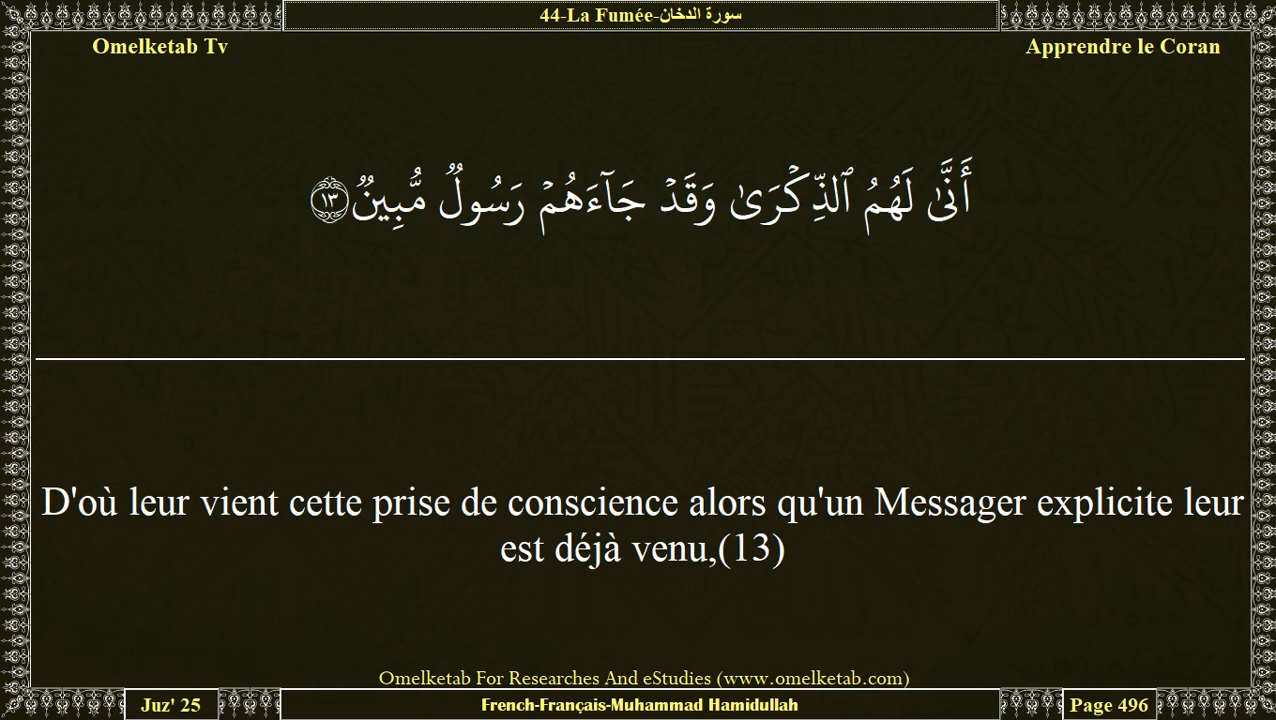 44-La Fumée-سورة الدخان
Omelketab Tv
Apprendre le Coran
أَنَّىٰ لَهُمُ ٱلذِّكۡرَىٰ وَقَدۡ جَآءَهُمۡ رَسُولٞ مُّبِينٞ ١٣
D'où leur vient cette prise de conscience alors qu'un Messager explicite leur
est déjà venu,(13)
Omelketab For Researches And eStudies (www.omelketab.com)
Juz' 25
French-Français-Muhammad Hamidullah
Page 496